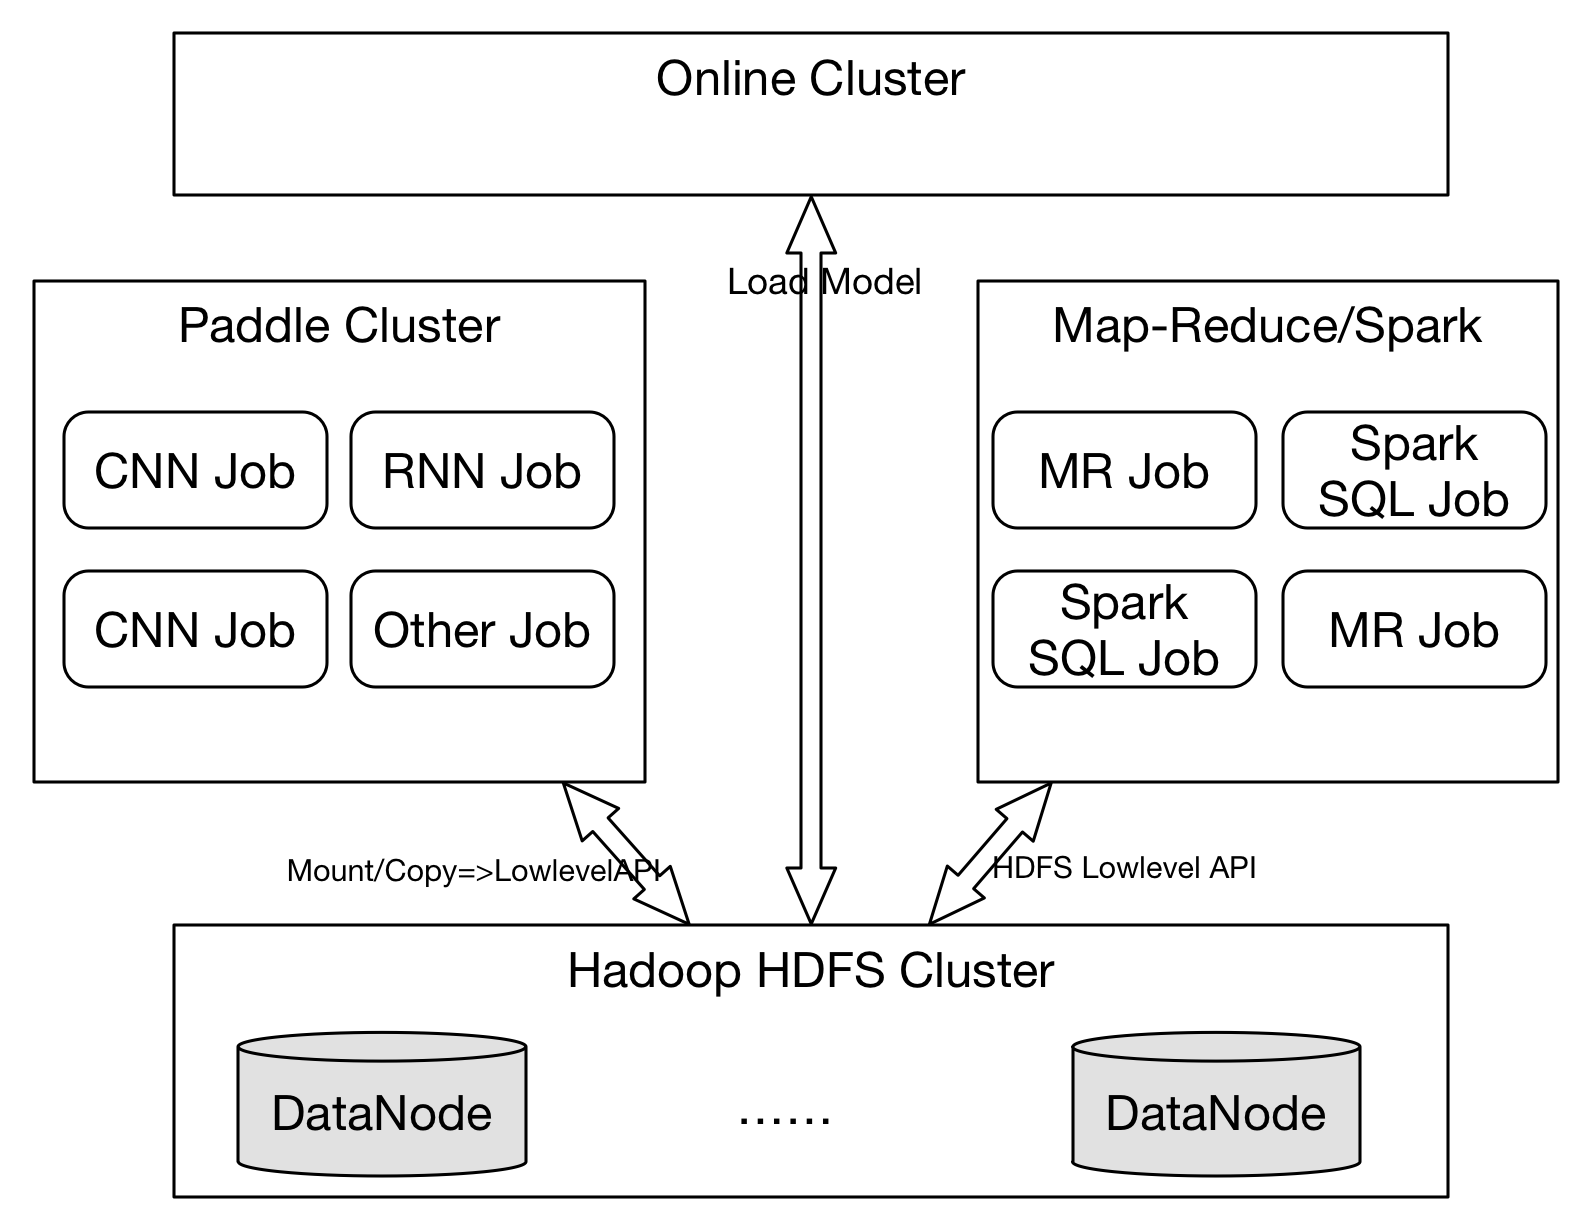 Online Cluster
Load Model
Paddle Cluster
CNN Job
RNN Job
CNN Job
Other Job
Map-Reduce/Spark
MR Job
Spark
SQL Job
Spark
SQL Job
MR Job
Mount/Copy=>LowlevelAPI
HDFS Lowlevel API
Hadoop HDFS Cluster
DataNode
......
DataNode